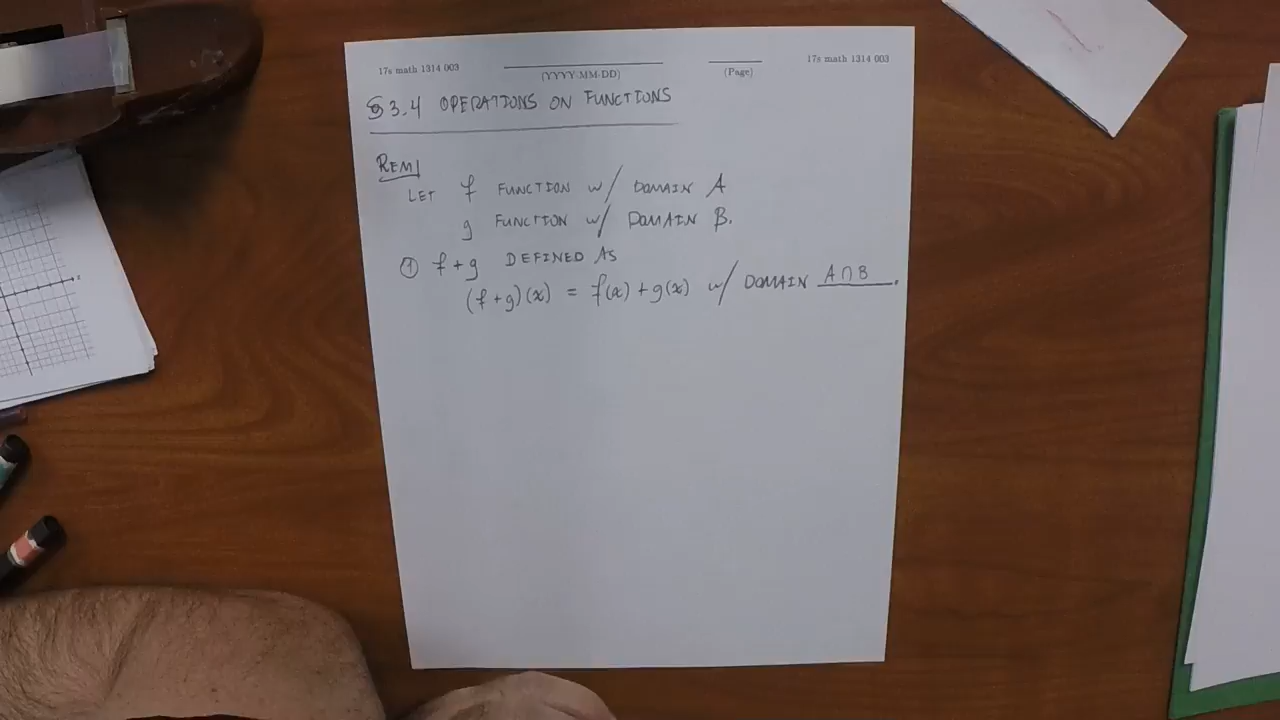 17s math 1314 003 (YYYY-MM-DD) (Page) 17s math 1314 003
§ 3.4 OPERATIONS ON FUNCTIONS
REM
LET f FUNCTION w/ DOMAIN A
g FUNCTION w/ DOMAIN B.
① f+g DEFINED AS
(f+g)(x) = f(x) + g(x) w/ DOMAIN A∩B.